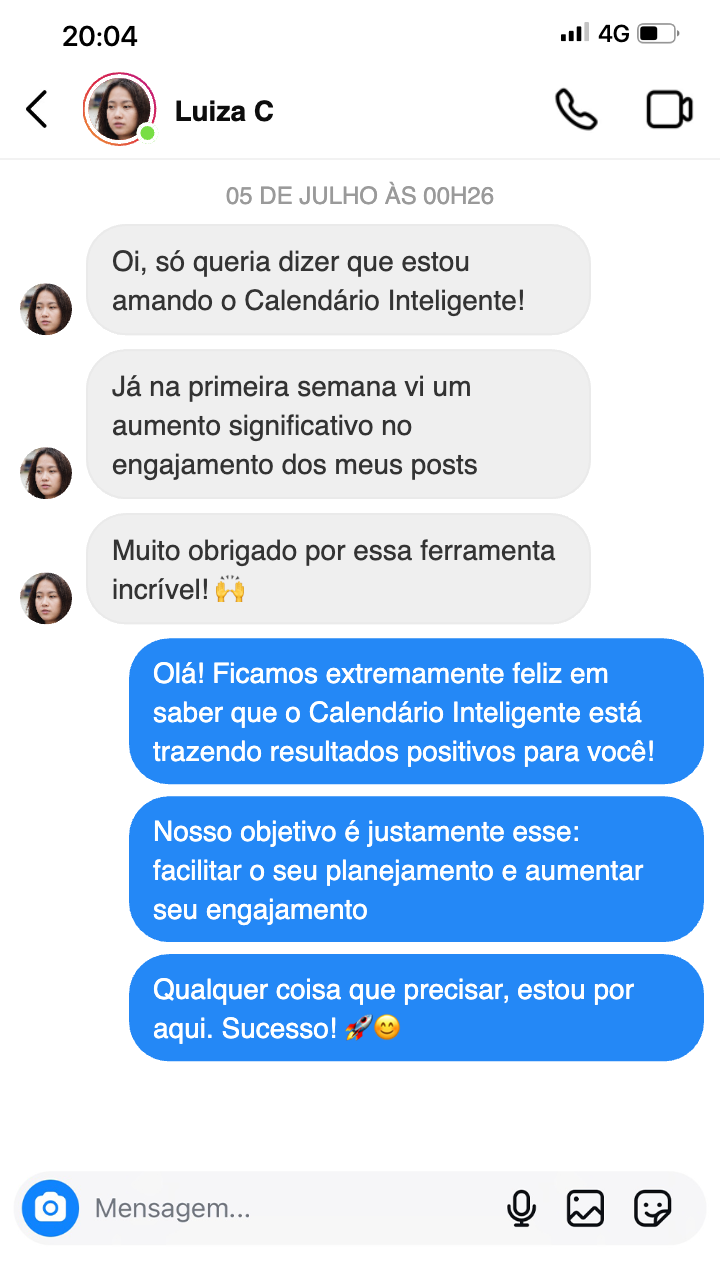 20:04
4G
Luiza C
05 DE JULHO ÀS 00H26
Oi, só queria dizer que estou
amando o Calendário Inteligente!
Já na primeira semana vi um
aumento significativo no
engajamento dos meus posts
Muito obrigado por essa ferramenta
incrível! 🙌
Olá! Ficamos extremamente feliz em
saber que o Calendário Inteligente está
trazendo resultados positivos para você!
Nosso objetivo é justamente esse:
facilitar o seu planejamento e aumentar
seu engajamento
Qualquer coisa que precisar, estou por
aqui. Sucesso! 🚀😊
Mensagem...